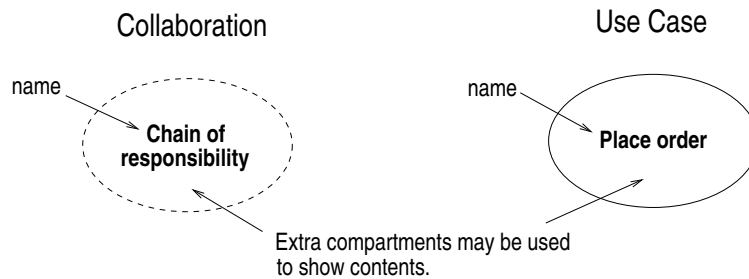 Collaboration
Use Case
name
name
Chain of
responsibility
Place order
Extra compartments may be used
to show contents.